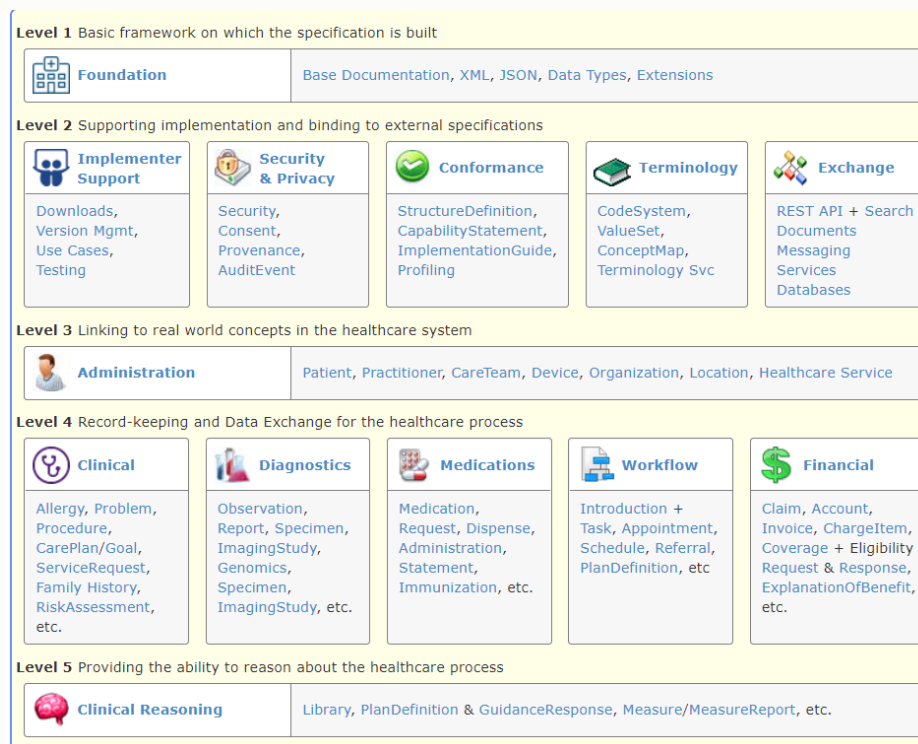 Level 1 Basic framework on which the specification is built
Foundation
Base Documentation, XML, JSON, Data Types, Extensions
Level 2 Supporting implementation and binding to external specifications
Implementer
Support
Downloads,
Version Mgmt,
Use Cases,
Testing
Security
& Privacy
Security,
Consent,
Provenance,
AuditEvent
Conformance
StructureDefinition,
CapabilityStatement,
ImplementationGuide,
Profiling
Terminology
CodeSystem,
ValueSet,
ConceptMap,
Terminology Svc
Exchange
REST API + Search
Documents
Messaging
Services
Databases
Level 3 Linking to real world concepts in the healthcare system
Administration
Patient, Practitioner, CareTeam, Device, Organization, Location, Healthcare Service
Level 4 Record-keeping and Data Exchange for the healthcare process
Clinical
Allergy, Problem,
Procedure,
CarePlan/Goal,
ServiceRequest,
Family History,
RiskAssessment,
etc.
Diagnostics
Observation,
Report, Specimen,
ImagingStudy,
Genomics,
Specimen,
ImagingStudy, etc.
Medications
Medication,
Request, Dispense,
Administration,
Statement,
Immunization, etc.
Workflow
Introduction +
Task, Appointment,
Schedule, Referral,
PlanDefinition, etc
Financial
Claim, Account,
Invoice, ChargeItem,
Coverage + Eligibility
Request & Response,
ExplanationOfBenefit,
etc.
Level 5 Providing the ability to reason about the healthcare process
Clinical Reasoning
Library, PlanDefinition & GuidanceResponse, Measure/MeasureReport, etc.